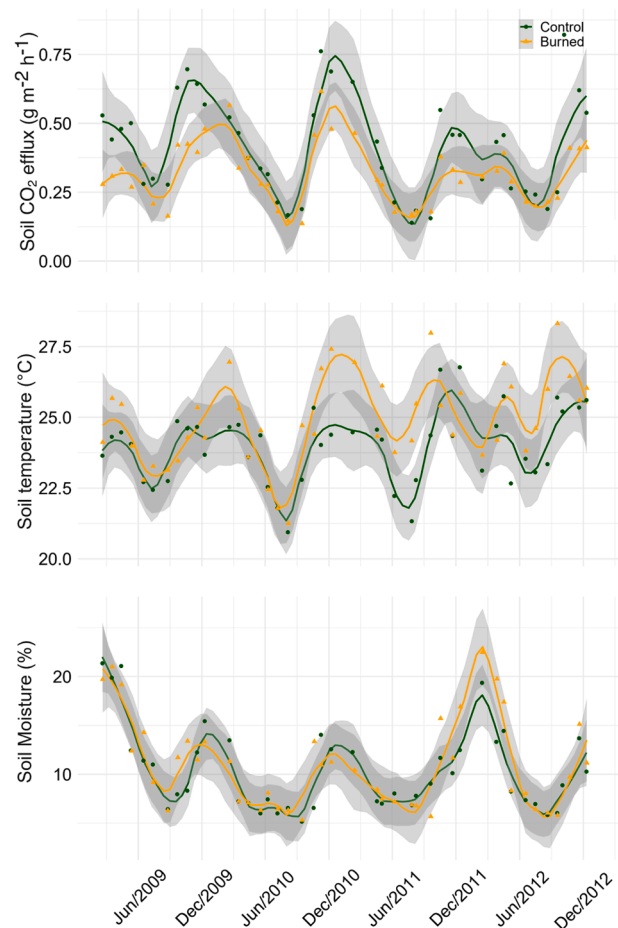 Control
Burned
Soil CO2 efflux (g m-2 h-1)
0.75
0.50
0.25
0.00
Soil temperature (°C)
27.5
25.0
22.5
20.0
Soil Moisture (%)
20
10
Jun/2009
Dec/2009
Jun/2010
Dec/2010
Jun/2011
Dec/2011
Jun/2012
Dec/2012